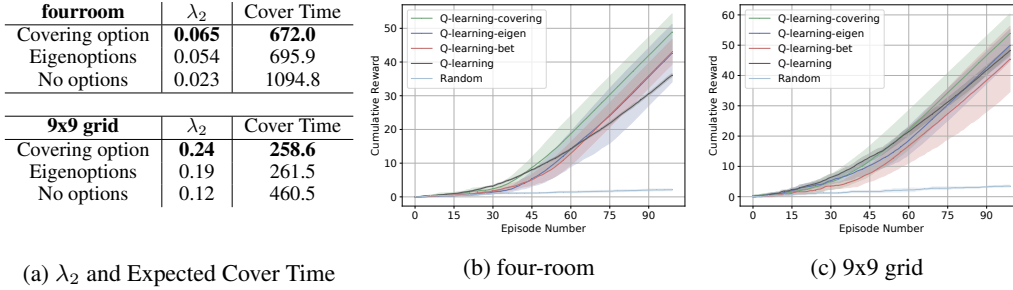 fourroom λ2 Cover Time
Covering option 0.065 672.0
Eigenoptions 0.054 695.9
No options 0.023 1094.8
9x9 grid λ2 Cover Time
Covering option 0.24 258.6
Eigenoptions 0.19 261.5
No options 0.12 460.5
(a) λ2 and Expected Cover Time
Cumulative Reward
50
40
30
20
10
0
Q-learning-covering
Q-learning-eigen
Q-learning-bet
Q-learning
Random
0 15 30 45 60 75 90
Episode Number
(b) four-room
Cumulative Reward
60
50
40
30
20
10
0
Q-learning-covering
Q-learning-eigen
Q-learning-bet
Q-learning
Random
0 15 30 45 60 75 90
Episode Number
(c) 9x9 grid